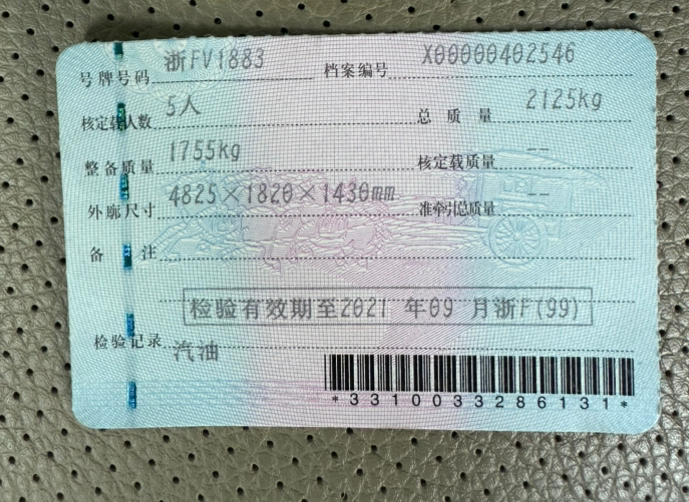 号牌号码 浙FV1883 档案编号 X00000402546
核定载人数 5人 总质量 2125kg
整备质量 1755kg 核定载质量 --
外廓尺寸 4825×1820×1430mm 准牵引总质量 --
备注
检验有效期至2021 年09 月浙F(99)
检验记录 汽油
*3310033286131*